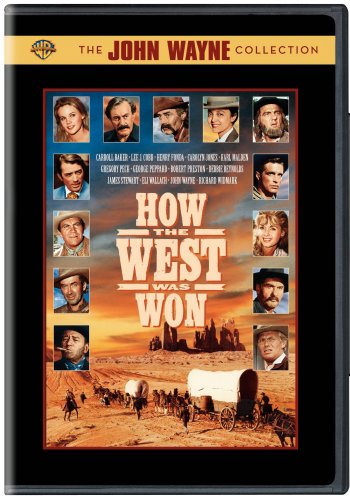 WB
THE JOHN WAYNE COLLECTION
CARROLL BAKER • LEE J. COBB • HENRY FONDA • CAROLYN JONES • KARL MALDEN
GREGORY PECK • GEORGE PEPPARD • ROBERT PRESTON • DEBBIE REYNOLDS
JAMES STEWART • ELI WALLACH • JOHN WAYNE • RICHARD WIDMARK
HOW
THE
WEST
WAS
WON